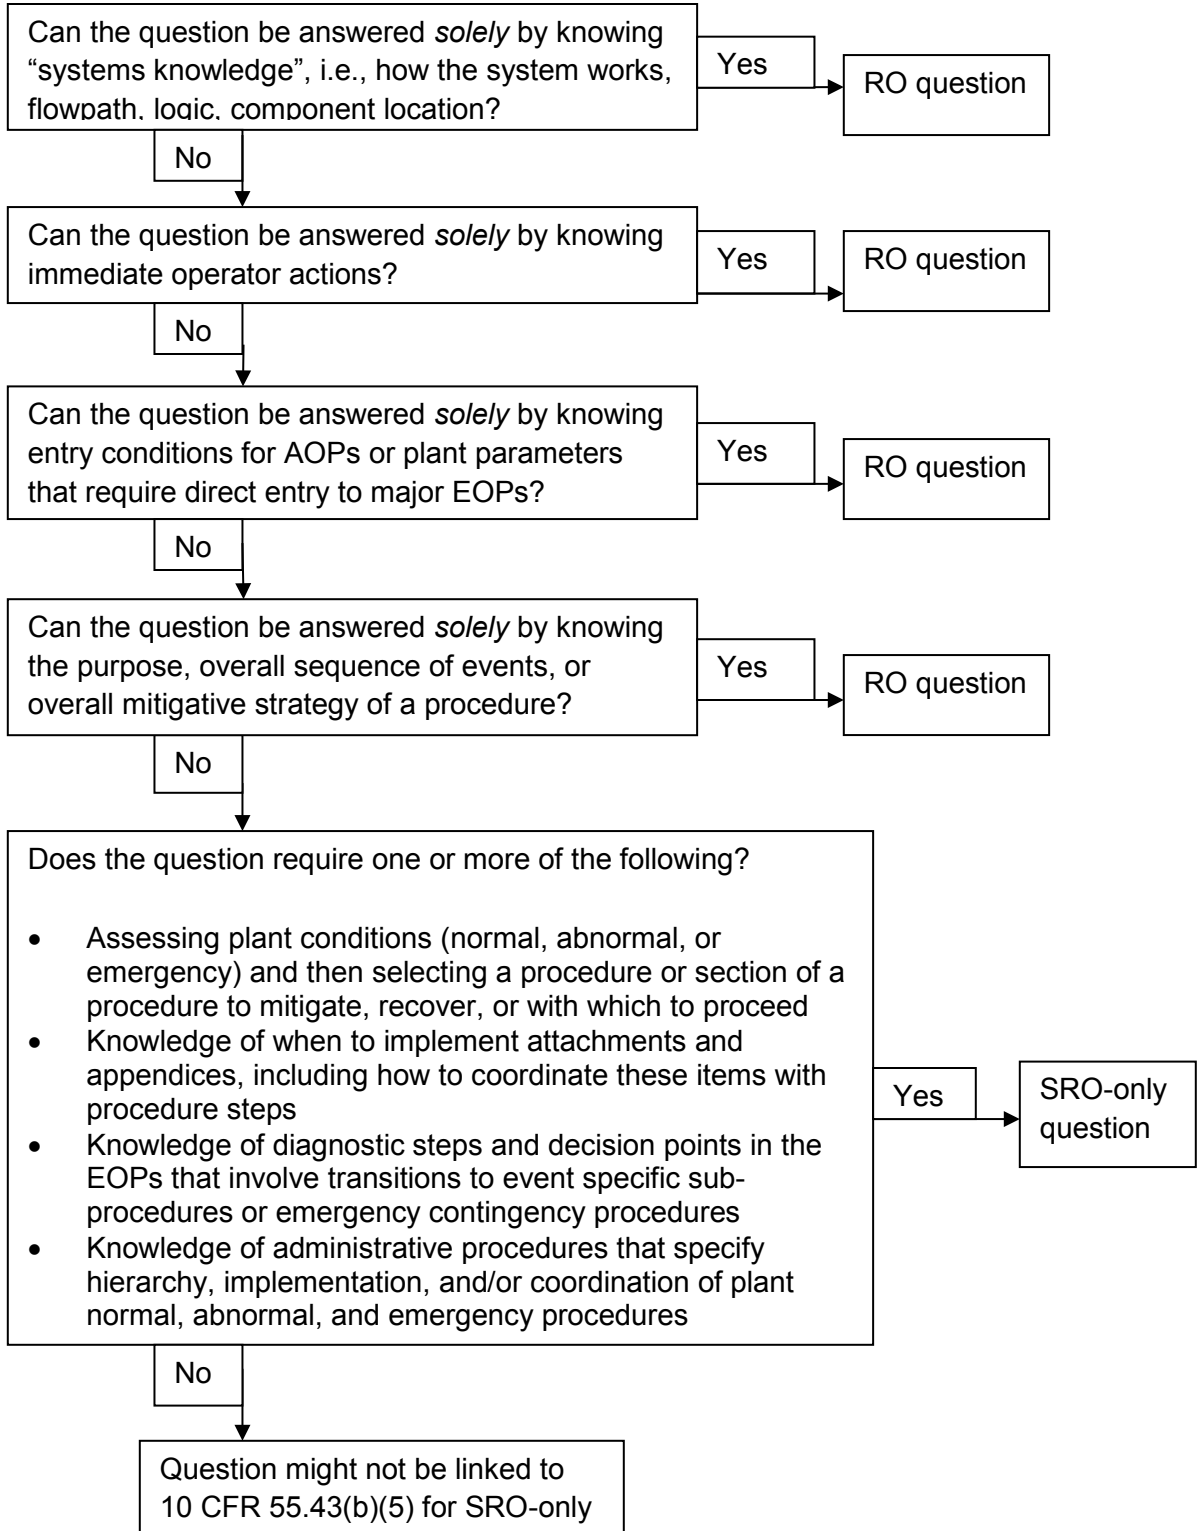 Can the question be answered solely by knowing
“systems knowledge”, i.e., how the system works,
flowpath, logic, component location?
Yes
RO question
No
Can the question be answered solely by knowing
immediate operator actions?
Yes
RO question
No
Can the question be answered solely by knowing
entry conditions for AOPs or plant parameters
that require direct entry to major EOPs?
Yes
RO question
No
Can the question be answered solely by knowing
the purpose, overall sequence of events, or
overall mitigative strategy of a procedure?
Yes
RO question
No
Does the question require one or more of the following?
• Assessing plant conditions (normal, abnormal, or
emergency) and then selecting a procedure or section of a
procedure to mitigate, recover, or with which to proceed
• Knowledge of when to implement attachments and
appendices, including how to coordinate these items with
procedure steps
• Knowledge of diagnostic steps and decision points in the
EOPs that involve transitions to event specific sub-
procedures or emergency contingency procedures
• Knowledge of administrative procedures that specify
hierarchy, implementation, and/or coordination of plant
normal, abnormal, and emergency procedures
Yes
SRO-only
question
No
Question might not be linked to
10 CFR 55.43(b)(5) for SRO-only